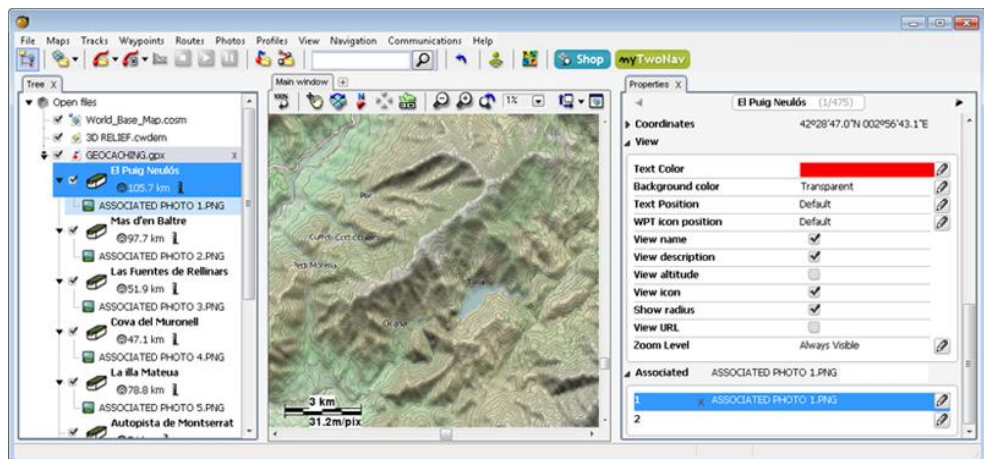 File Maps Tracks Waypoints Routes Photos Profiles View Navigation Communications Help
Shop
myTwoNav
Tree X
Open files
World_Base_Map.cosm
3D RELIEF.cwdem
GEOCACHING.gpx x
El Puig Neulós
105.7 km
ASSOCIATED PHOTO 1.PNG
Mas d'en Baltre
97.7 km
ASSOCIATED PHOTO 2.PNG
Las Fuentes de Rellinars
51.9 km
ASSOCIATED PHOTO 3.PNG
Cova del Muronell
47.1 km
ASSOCIATED PHOTO 4.PNG
La illa Mateua
78.8 km
ASSOCIATED PHOTO 5.PNG
Autopista de Montserrat
Main window
100%
1%
3 km
31.2m/pix
Properties X
El Puig Neulós (1/475)
Coordinates 42º28'47.0"N 002º56'43.1"E
View
Text Color
Background color Transparent
Text Position Default
WPT icon position Default
View name
View description
View altitude
View icon
Show radius
View URL
Zoom Level Always Visible
Associated ASSOCIATED PHOTO 1.PNG
1 x ASSOCIATED PHOTO 1.PNG
2